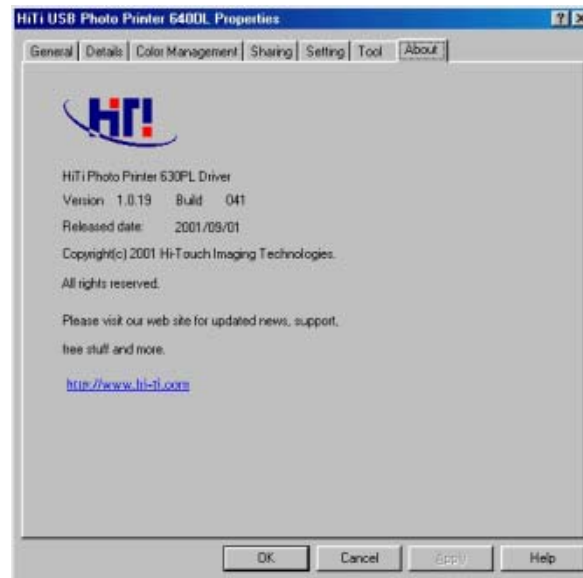 HiTi USB Photo Printer 640DL Properties
General Details Color Management Sharing Setting Tool About
HiTi
HiTi Photo Printer 630PL Driver
Version 1.0.19 Build 041
Released date: 2001/09/01
Copyright(c) 2001 Hi-Touch Imaging Technologies.
All rights reserved.
Please visit our web site for updated news, support,
free stuff and more.
http://www.hi-ti.com
OK Cancel Apply Help